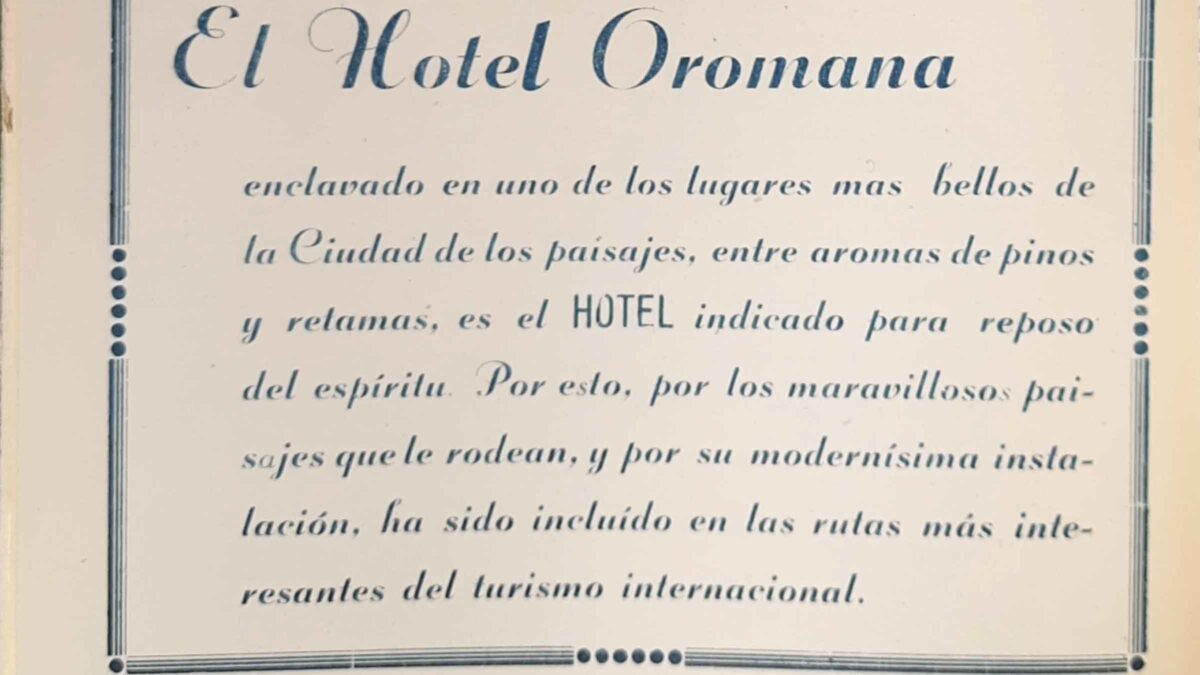 El Hotel Oromana
enclavado en uno de los lugares mas bellos de
la Ciudad de los paisajes, entre aromas de pinos
y retamas, es el HOTEL indicado para reposo
del espíritu. Por esto, por los maravillosos pai-
sajes que le rodean, y por su modernísima insta-
lación, ha sido incluído en las rutas más inte-
resantes del turismo internacional.